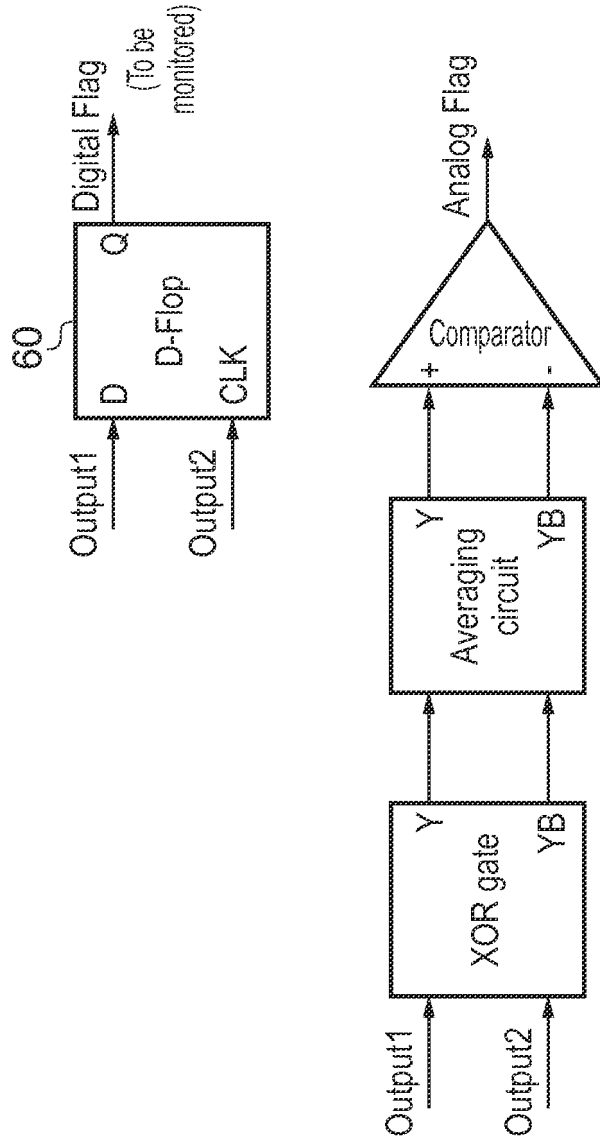 60
Output1
D
Q
Digital Flag
(To be
monitored)
D-Flop
Output2
CLK
Output1
Y
Y
+
Comparator
Analog Flag
XOR gate
Averaging
circuit
Output2
YB
YB
-